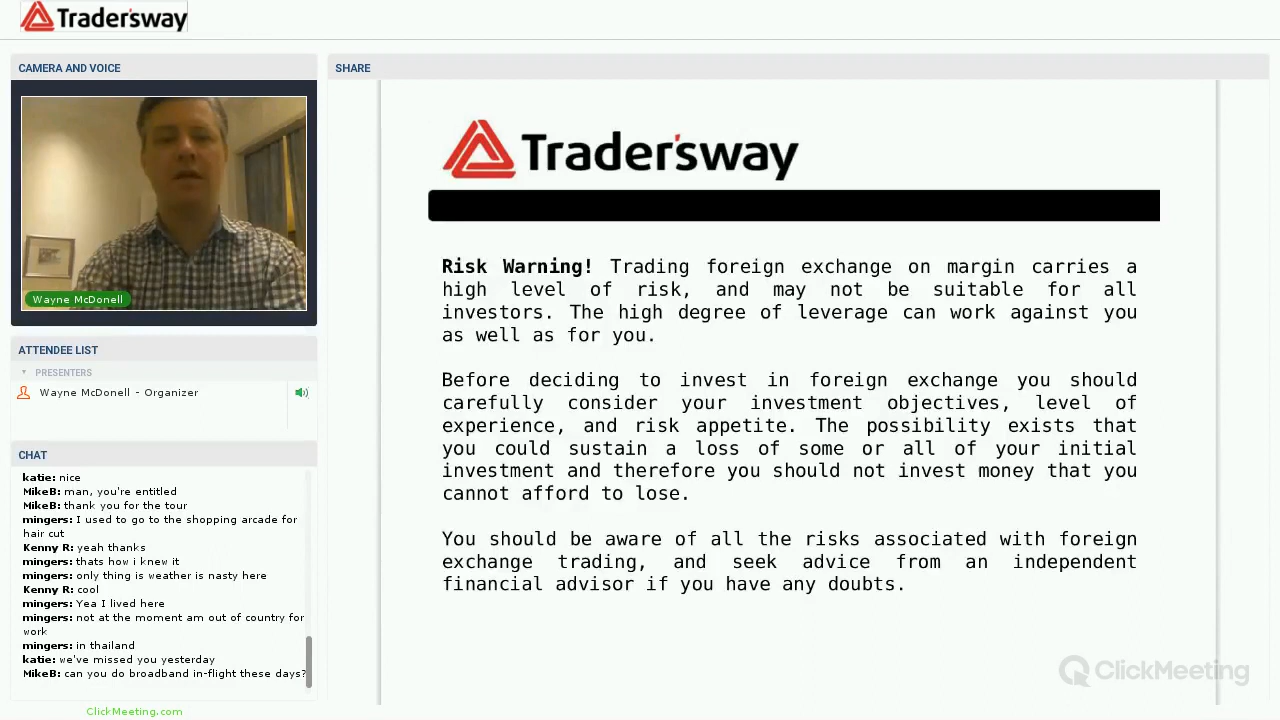 Trader'sway
CAMERA AND VOICE
Wayne McDonell
ATTENDEE LIST
PRESENTERS
Wayne McDonell - Organizer
CHAT
katie: nice
MikeB: man, you're entitled
MikeB: thank you for the tour
mingers: I used to go to the shopping arcade for
hair cut
Kenny R: yeah thanks
mingers: thats how i knew it
mingers: only thing is weather is nasty here
Kenny R: cool
mingers: Yea I lived here
mingers: not at the moment am out of country for
work
mingers: in thailand
katie: we've missed you yesterday
MikeB: can you do broadband in-flight these days?
ClickMeeting.com
SHARE
Trader'sway
Risk Warning! Trading foreign exchange on margin carries a
high level of risk, and may not be suitable for all
investors. The high degree of leverage can work against you
as well as for you.
Before deciding to invest in foreign exchange you should
carefully consider your investment objectives, level of
experience, and risk appetite. The possibility exists that
you could sustain a loss of some or all of your initial
investment and therefore you should not invest money that you
cannot afford to lose.
You should be aware of all the risks associated with foreign
exchange trading, and seek advice from an independent
financial advisor if you have any doubts.
ClickMeeting